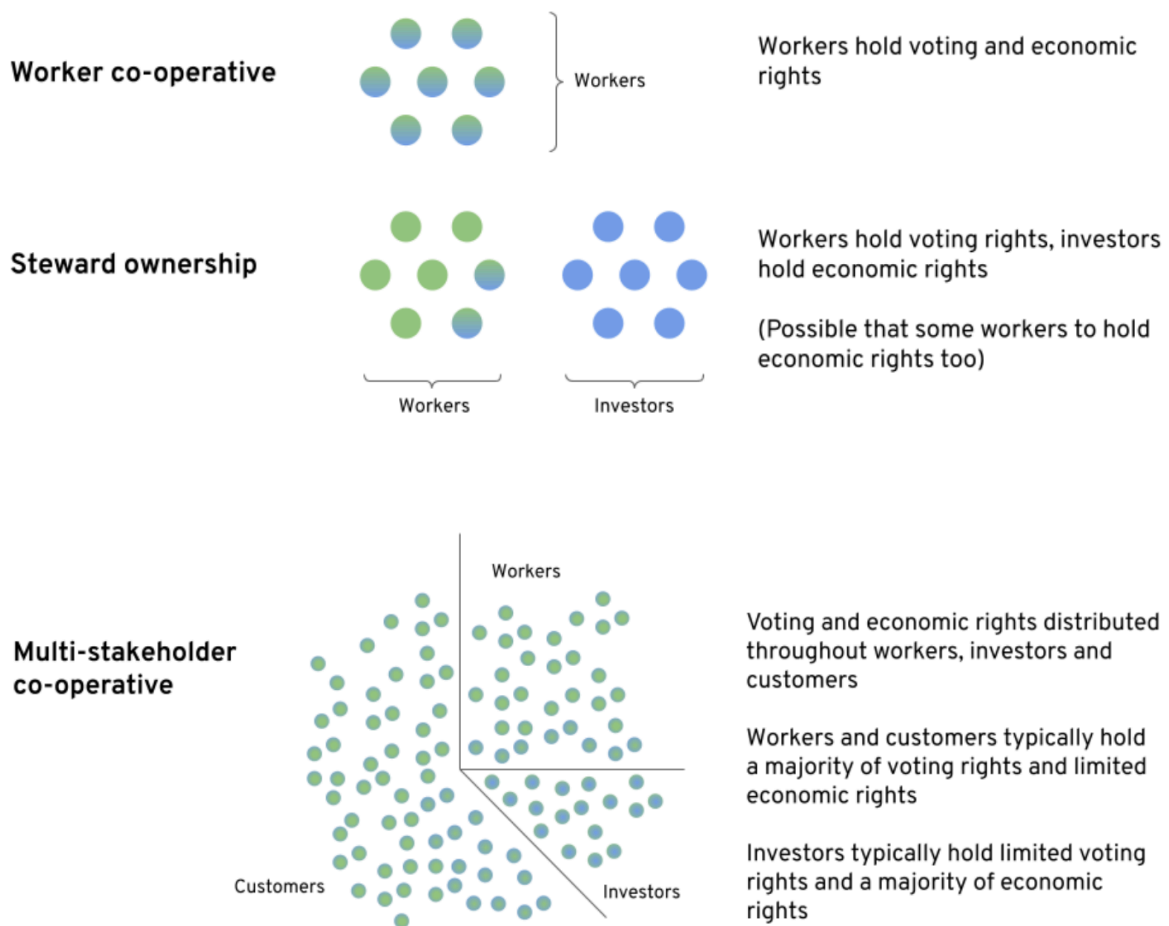 Worker co-operative
Workers
Workers hold voting and economic
rights
Steward ownership
Workers
Investors
Workers hold voting rights, investors
hold economic rights
(Possible that some workers to hold
economic rights too)
Multi-stakeholder
co-operative
Workers
Customers
Investors
Voting and economic rights distributed
throughout workers, investors and
customers
Workers and customers typically hold
a majority of voting rights and limited
economic rights
Investors typically hold limited voting
rights and a majority of economic
rights